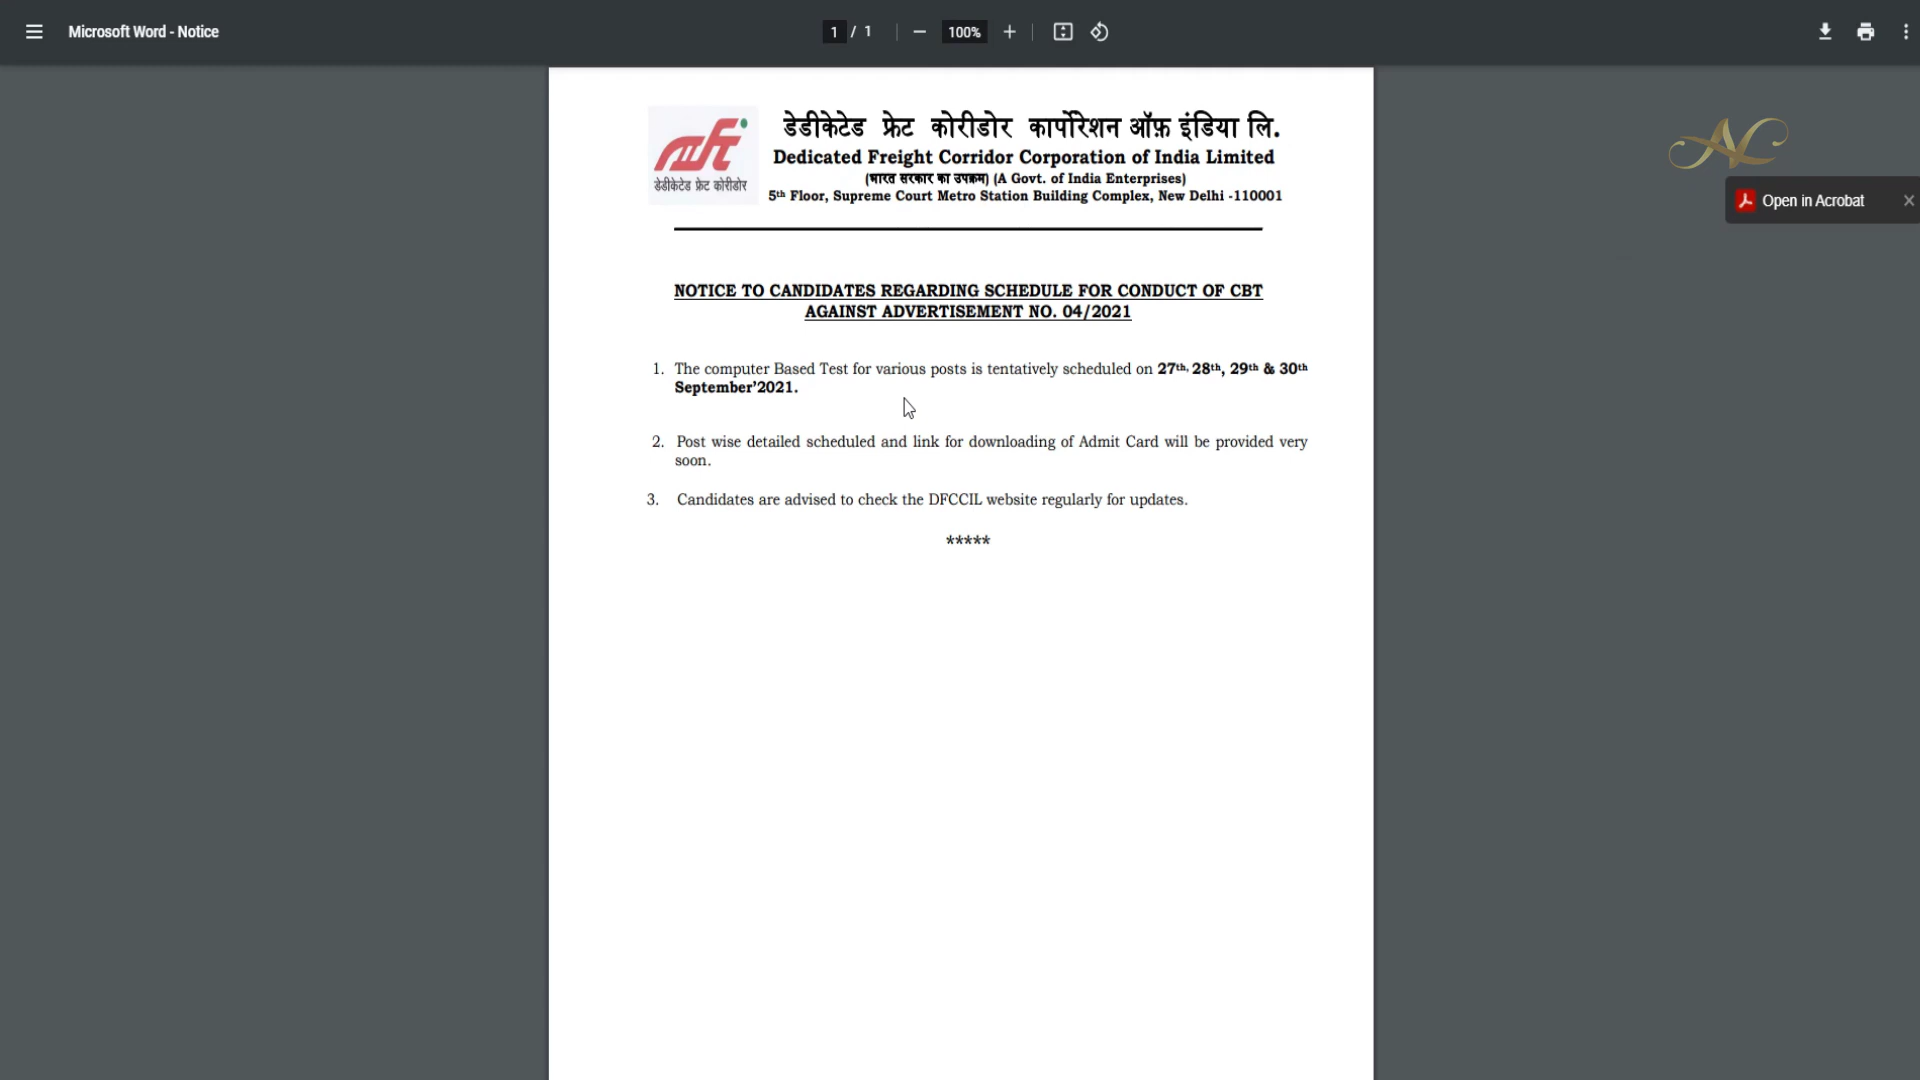 Microsoft Word - Notice
1 / 1
100%
डेडीकेटेड फ्रेट कोरीडोर कार्पोरेशन ऑफ़ इंडिया लि.
Dedicated Freight Corridor Corporation of India Limited
(भारत सरकार का उपक्रम) (A Govt. of India Enterprises)
5th Floor, Supreme Court Metro Station Building Complex, New Delhi -110001
डेडीकेटेड फ्रेट कोरीडोर
AC
Open in Acrobat
NOTICE TO CANDIDATES REGARDING SCHEDULE FOR CONDUCT OF CBT
AGAINST ADVERTISEMENT NO. 04/2021
1. The computer Based Test for various posts is tentatively scheduled on 27th, 28th, 29th & 30th
September'2021.
2. Post wise detailed scheduled and link for downloading of Admit Card will be provided very
soon.
3. Candidates are advised to check the DFCCIL website regularly for updates.
*****